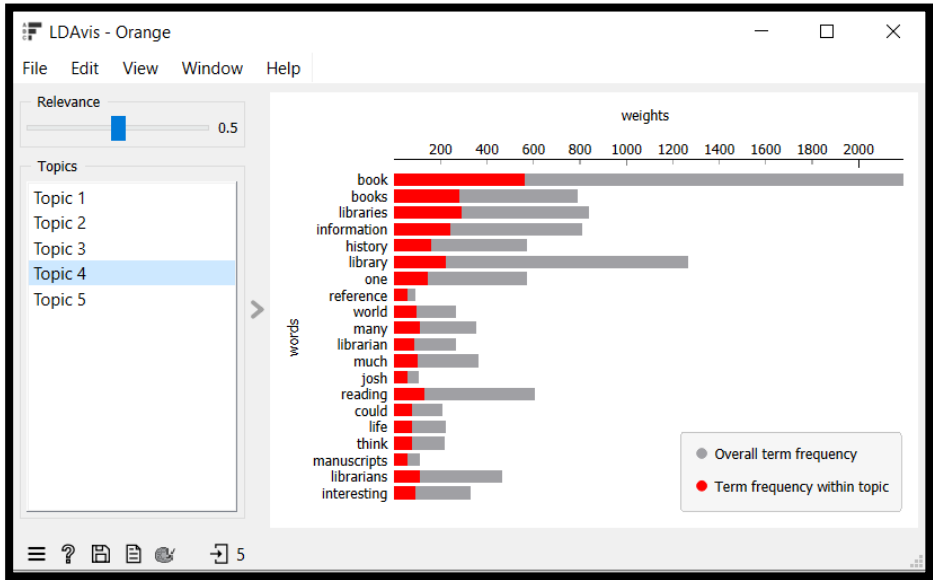 LDAvis - Orange
File Edit View Window Help
Relevance
0.5
Topics
Topic 1
Topic 2
Topic 3
Topic 4
Topic 5
weights
200 400 600 800 1000 1200 1400 1600 1800 2000
words
book
books
libraries
information
history
library
one
reference
world
many
librarian
much
josh
reading
could
life
think
manuscripts
librarians
interesting
Overall term frequency
Term frequency within topic
5